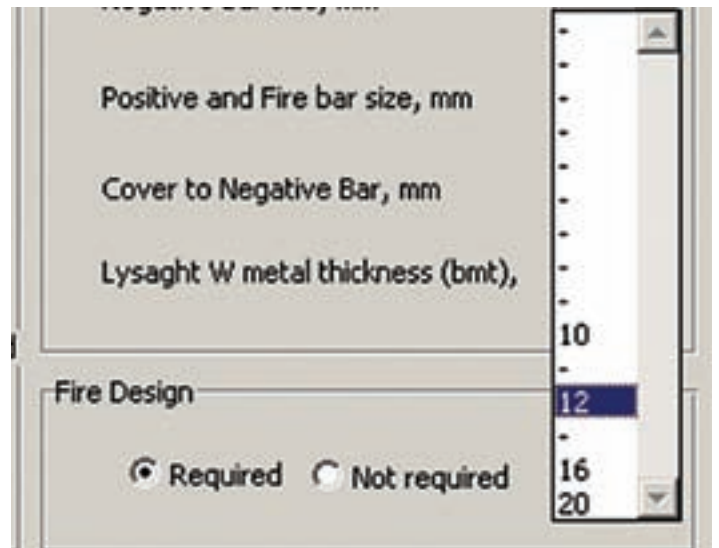 -
-
Positive and Fire bar size, mm -
-
-
Cover to Negative Bar, mm -
-
Lysaght W metal thickness (bmt), -
-
10
-
Fire Design
12
-
Required Not required 16
20